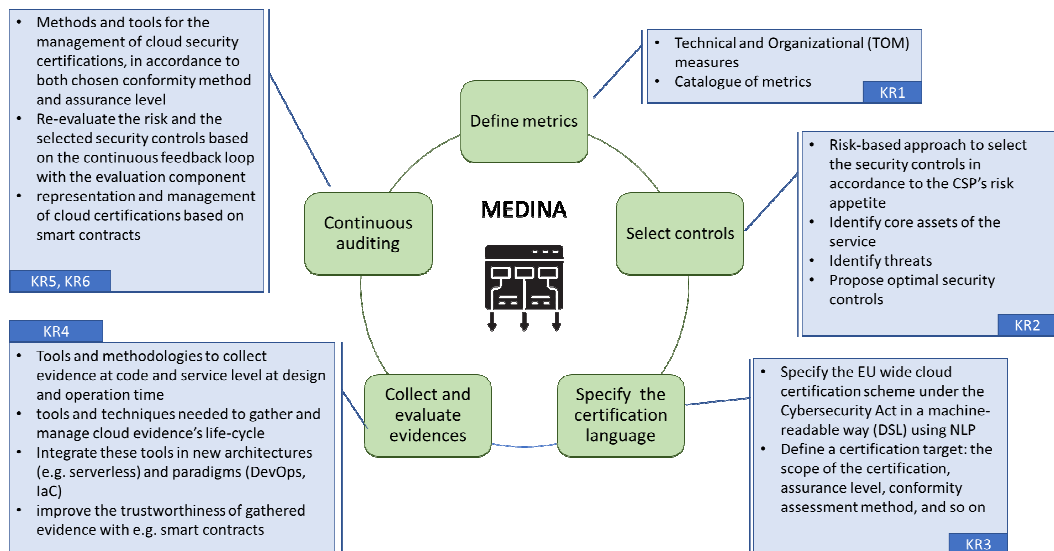 • Methods and tools for the
management of cloud security
certifications, in accordance to
both chosen conformity method
and assurance level
• Re-evaluate the risk and the
selected security controls based
on the continuous feedback loop
with the evaluation component
• representation and management
of cloud certifications based on
smart contracts
KR5, KR6
• Technical and Organizational (TOM)
measures
• Catalogue of metrics
KR1
Define metrics
• Risk-based approach to select
the security controls in
accordance to the CSP's risk
appetite
• Identify core assets of the
service
• Identify threats
• Propose optimal security
controls
KR2
Continuous
auditing
MEDINA
Select controls
KR4
• Tools and methodologies to collect
evidence at code and service level at design
and operation time
• tools and techniques needed to gather and
manage cloud evidence's life-cycle
• Integrate these tools in new architectures
(e.g. serverless) and paradigms (DevOps,
IaC)
• improve the trustworthiness of gathered
evidence with e.g. smart contracts
Collect and
evaluate
evidences
Specify the
certification
language
• Specify the EU wide cloud
certification scheme under the
Cybersecurity Act in a machine-
readable way (DSL) using NLP
• Define a certification target: the
scope of the certification,
assurance level, conformity
assessment method, and so on
KR3